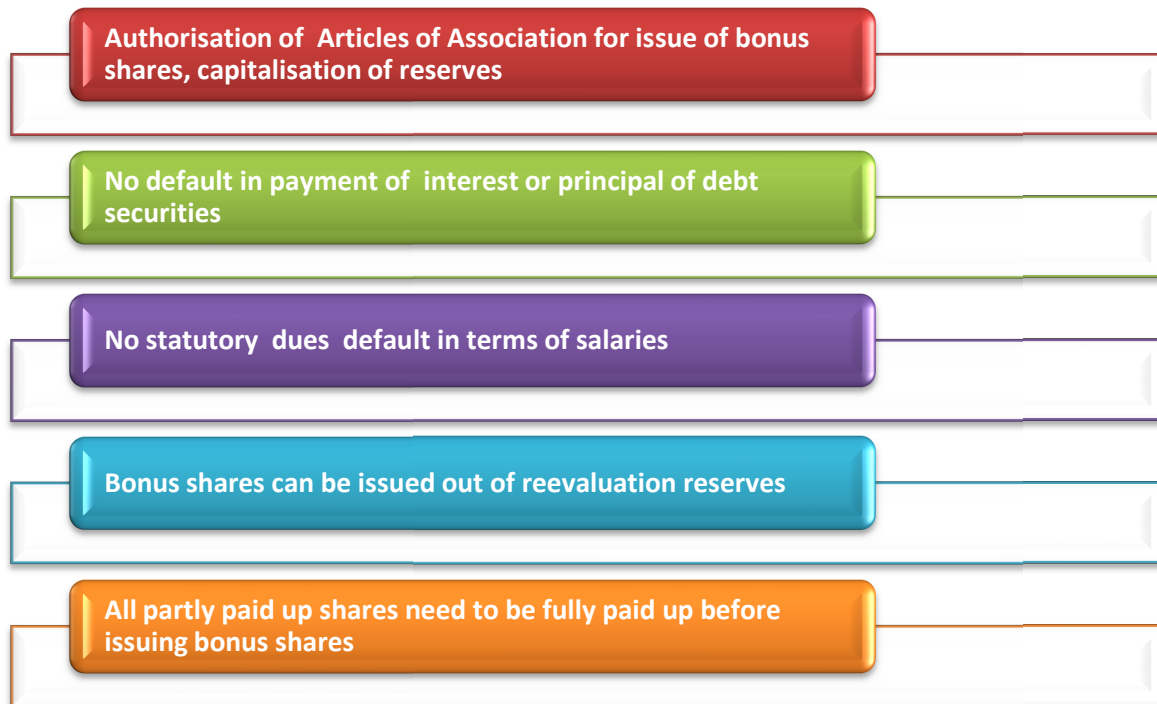 Authorisation of  Articles of Association for issue of bonus
shares, capitalisation of reserves
No default in payment of  interest or principal of debt
securities
No statutory  dues  default in terms of salaries
Bonus shares can be issued out of reevaluation reserves
All partly paid up shares need to be fully paid up before
issuing bonus shares